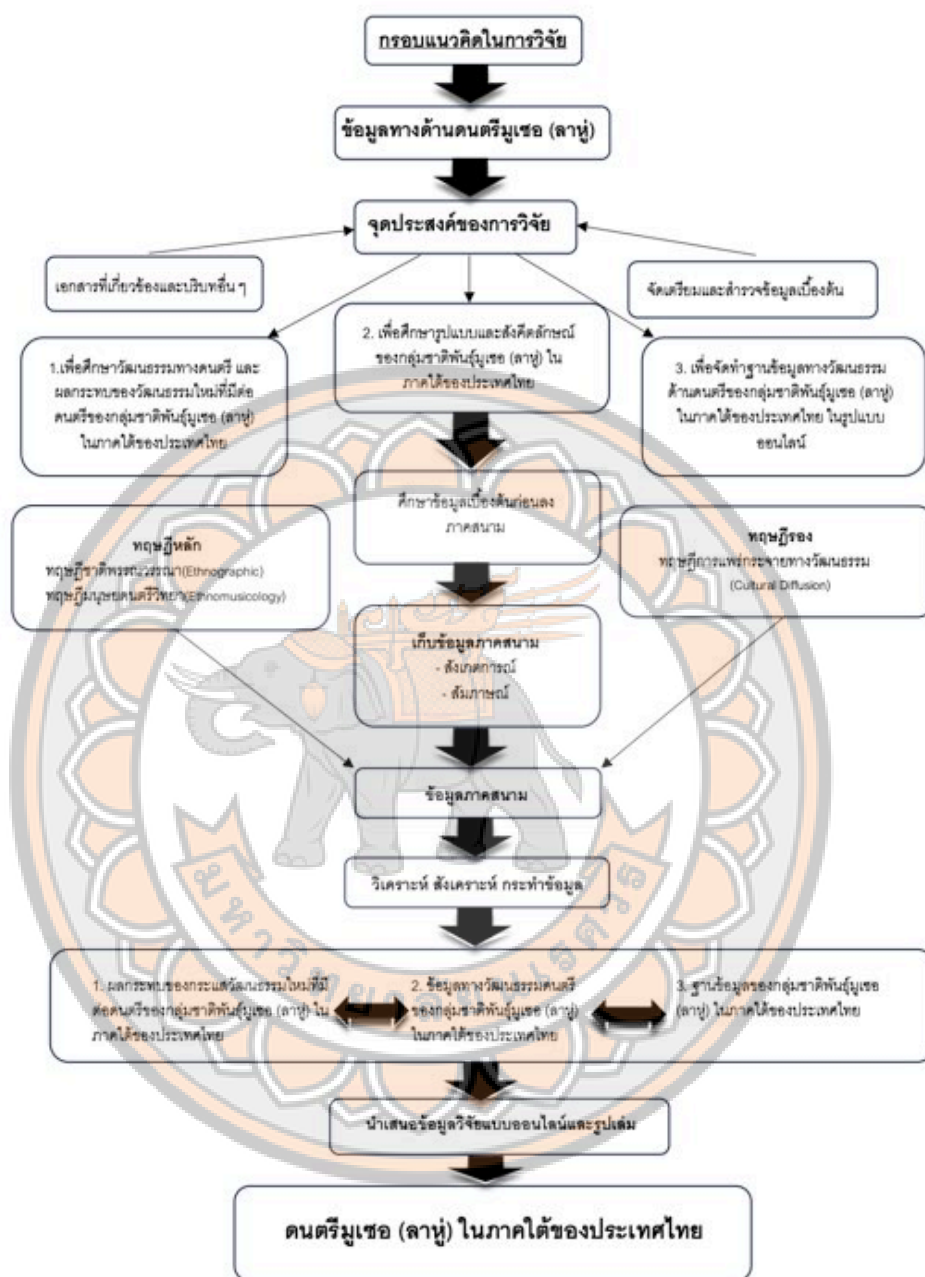 กรอบแนวคิดในการวิจัย
ข้อมูลทางด้านดนตรีมูเซอ (ลาหู่)
จุดประสงค์ของการวิจัย
เอกสารที่เกี่ยวข้องและบริบทอื่น ๆ
จัดเตรียมและสำรวจข้อมูลเบื้องต้น
1.เพื่อศึกษาวัฒนธรรมทางดนตรี และ
ผลกระทบของวัฒนธรรมใหม่ที่มีต่อ
ดนตรีของกลุ่มชาติพันธุ์มูเซอ (ลาหู่)
ในภาคใต้ของประเทศไทย
2. เพื่อศึกษารูปแบบและสังคีตลักษณ์
ของกลุ่มชาติพันธุ์มูเซอ (ลาหู่) ใน
ภาคใต้ของประเทศไทย
3. เพื่อจัดทำฐานข้อมูลทางวัฒนธรรม
ด้านดนตรีของกลุ่มชาติพันธุ์มูเซอ (ลาหู่)
ในภาคใต้ของประเทศไทย ในรูปแบบ
ออนไลน์
ศึกษาข้อมูลเบื้องต้นก่อนลง
ภาคสนาม
ทฤษฎีหลัก
ทฤษฎีชาติพรรณวรรณา(Ethnographic)
ทฤษฎีมนุษยดนตรีวิทยา(Ethnomusicology)
ทฤษฎีรอง
ทฤษฎีการแพร่กระจายทางวัฒนธรรม
(Cultural Diffusion)
เก็บข้อมูลภาคสนาม
- สังเกตการณ์
- สัมภาษณ์
ข้อมูลภาคสนาม
วิเคราะห์ สังเคราะห์ กระทำข้อมูล
1. ผลกระทบของกระแสวัฒนธรรมใหม่ที่มี
ต่อดนตรีของกลุ่มชาติพันธุ์มูเซอ (ลาหู่) ใน
ภาคใต้ของประเทศไทย
2. ข้อมูลทางวัฒนธรรมดนตรี
ของกลุ่มชาติพันธุ์มูเซอ (ลาหู่)
ในภาคใต้ของประเทศไทย
3. ฐานข้อมูลของกลุ่มชาติพันธุ์มูเซอ
(ลาหู่) ในภาคใต้ของประเทศไทย
มหาวิทยาลัยนเรศวร
นำเสนอข้อมูลวิจัยแบบออนไลน์และรูปเล่ม
ดนตรีมูเซอ (ลาหู่) ในภาคใต้ของประเทศไทย